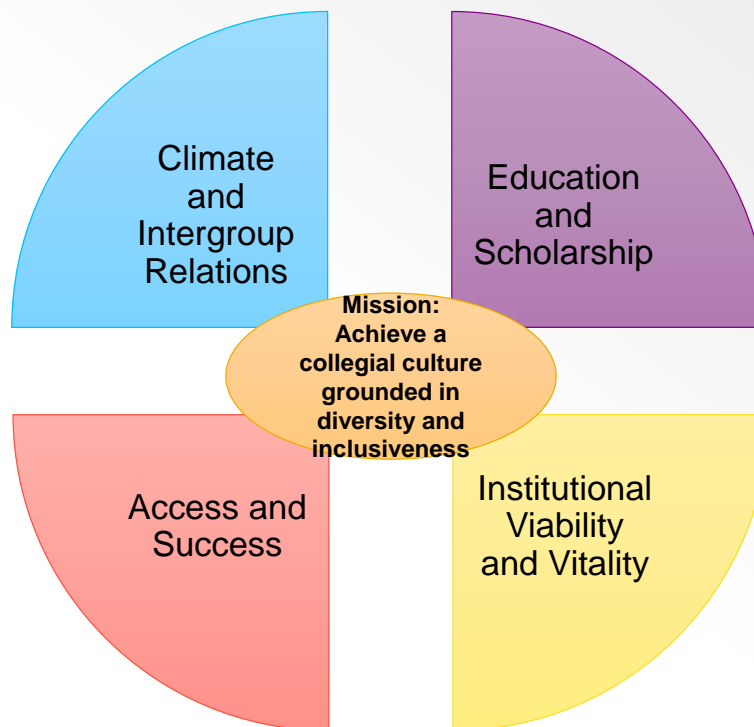 Climate
and
Intergroup
Relations
Education
and
Scholarship
Mission:
Achieve a
collegial culture
grounded in
diversity and
inclusiveness
Access and
Success
Institutional
Viability
and Vitality